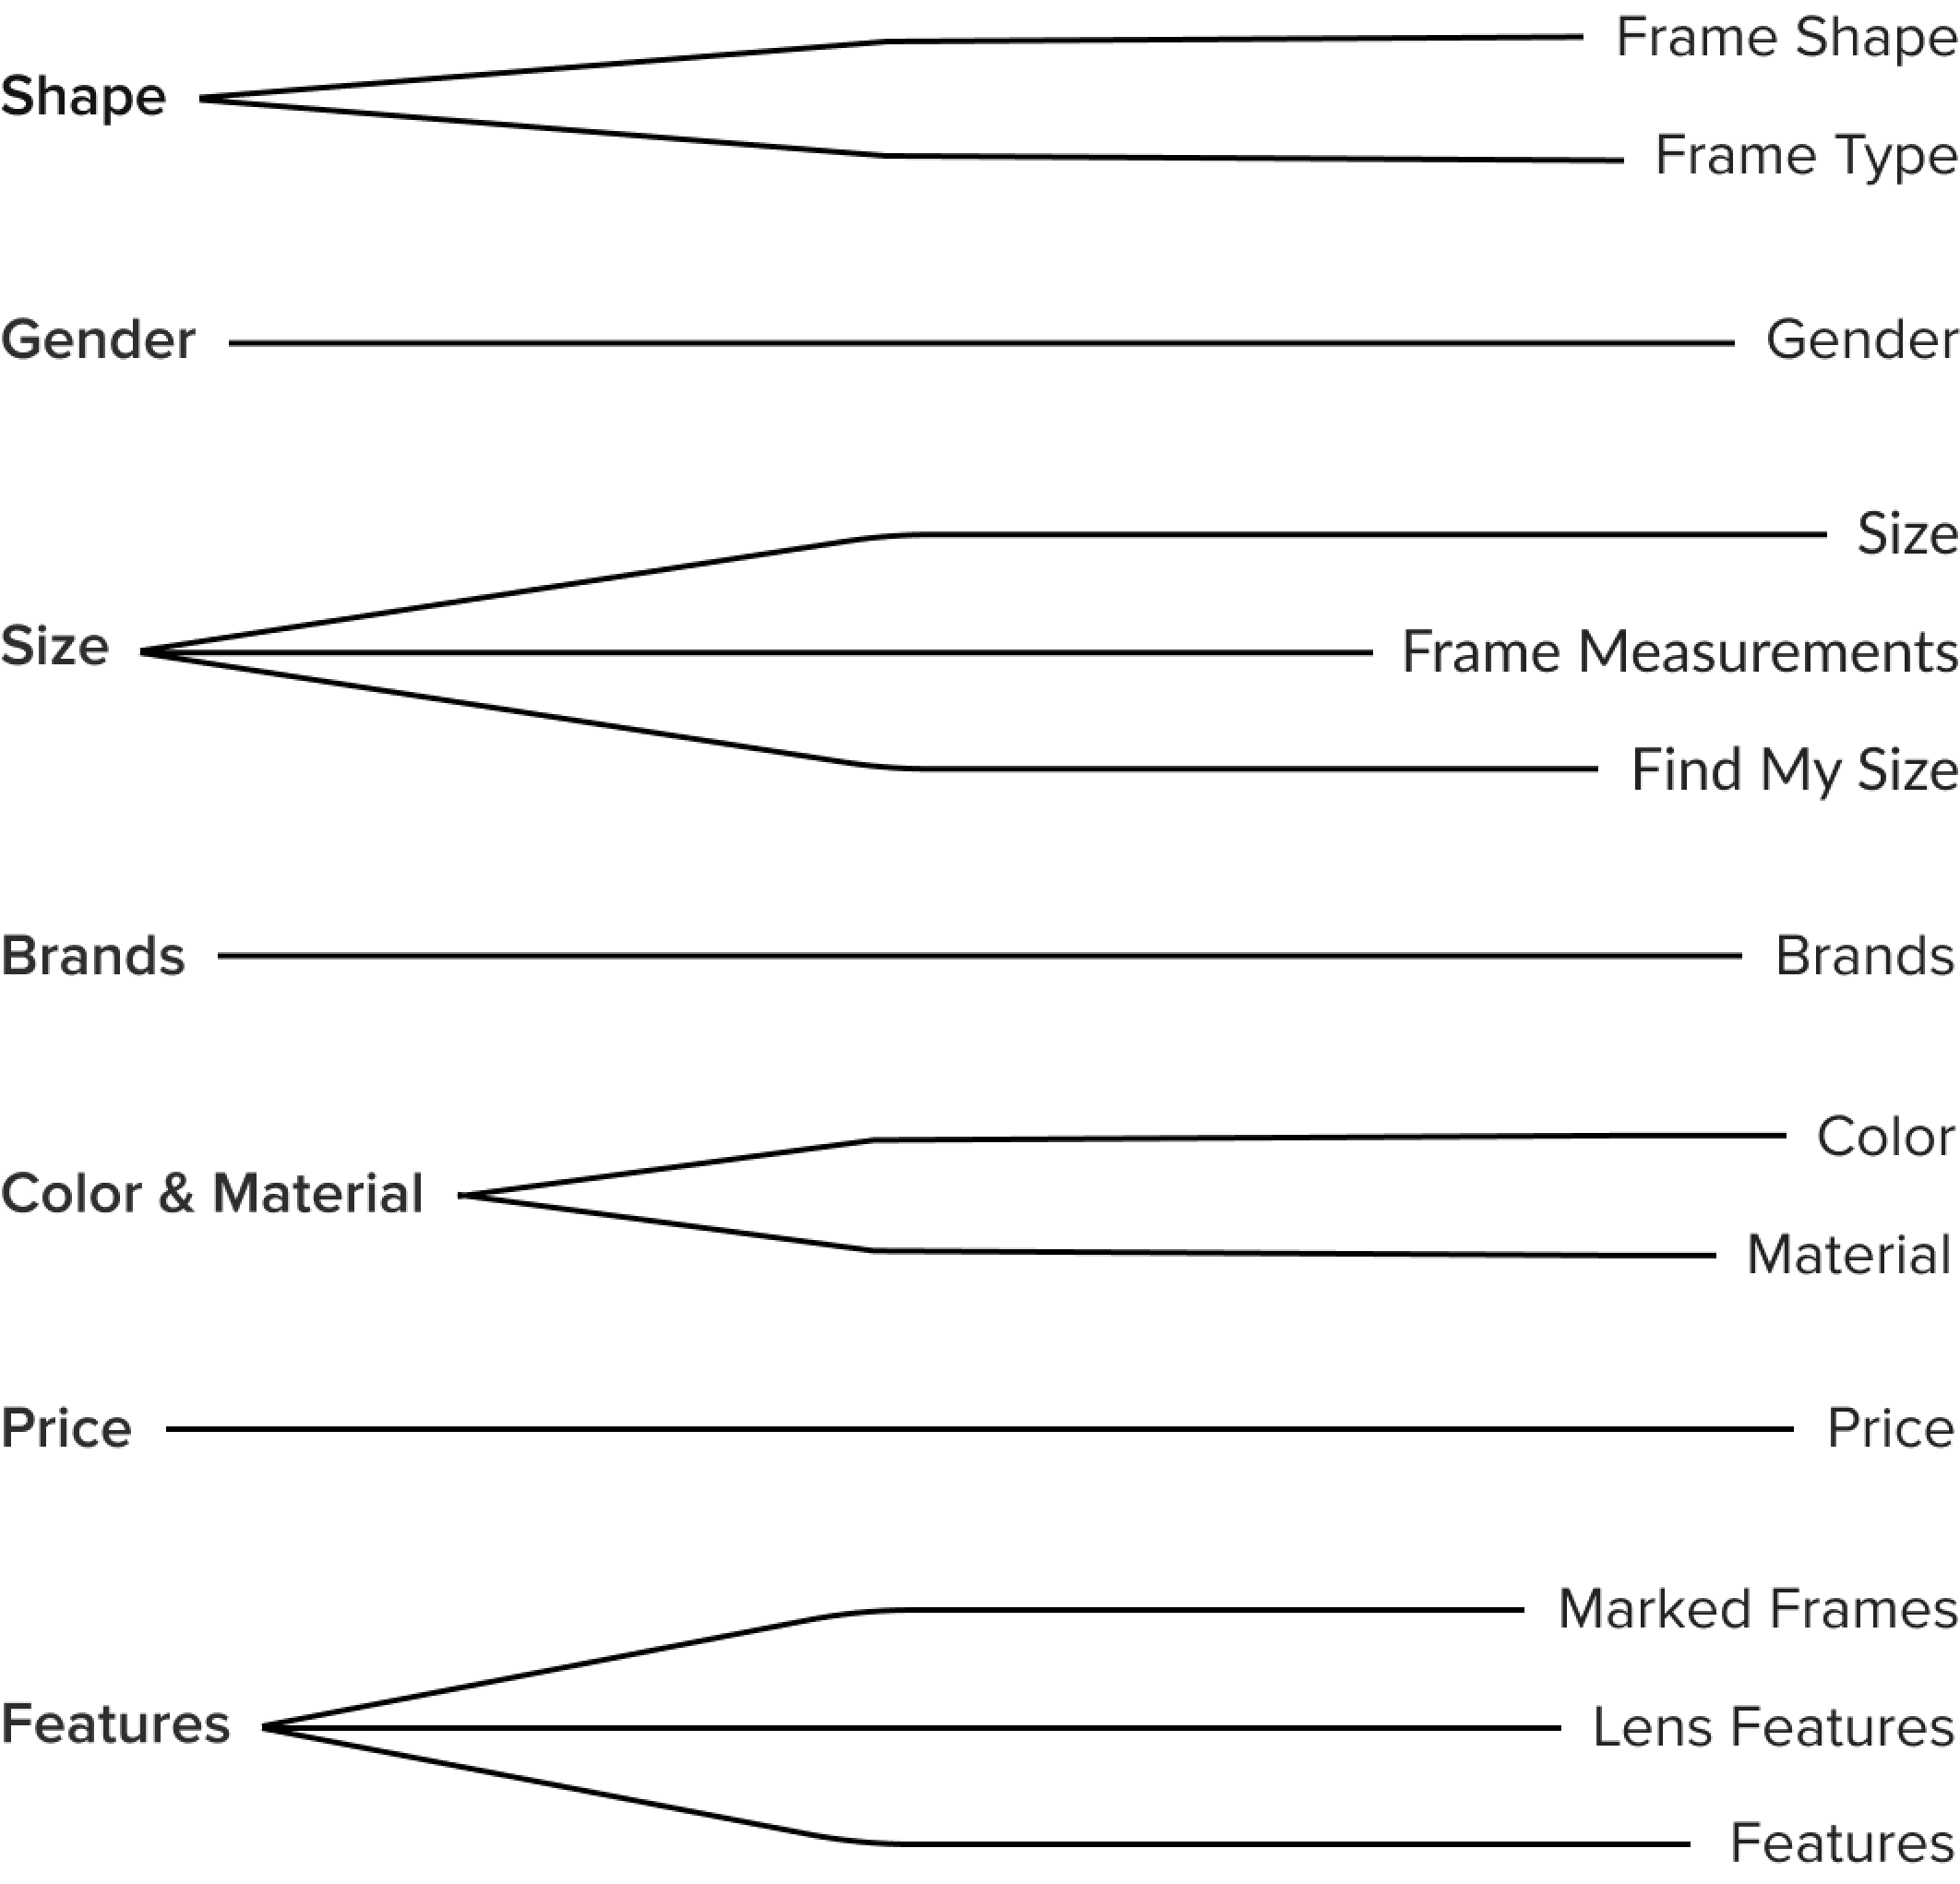 Frame Shape
Shape
Frame Type
Gender Gender
Size
Size Frame Measurements
Find My Size
Brands Brands
Color
Color & Material
Material
Price Price
Marked Frames
Features Lens Features
Features